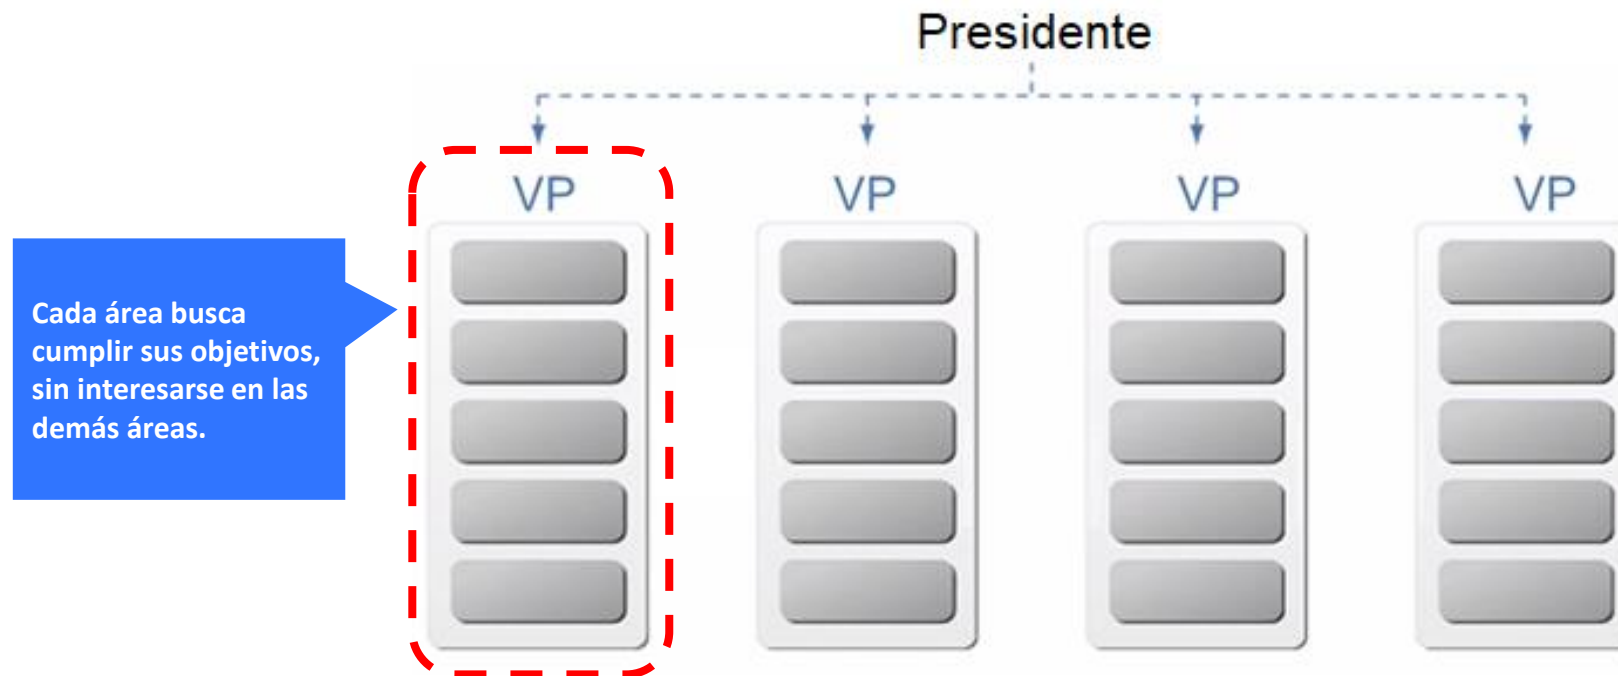 Presidente
VP
VP
VP
VP
Cada área busca
cumplir sus objetivos,
sin interesarse en las
demás áreas.